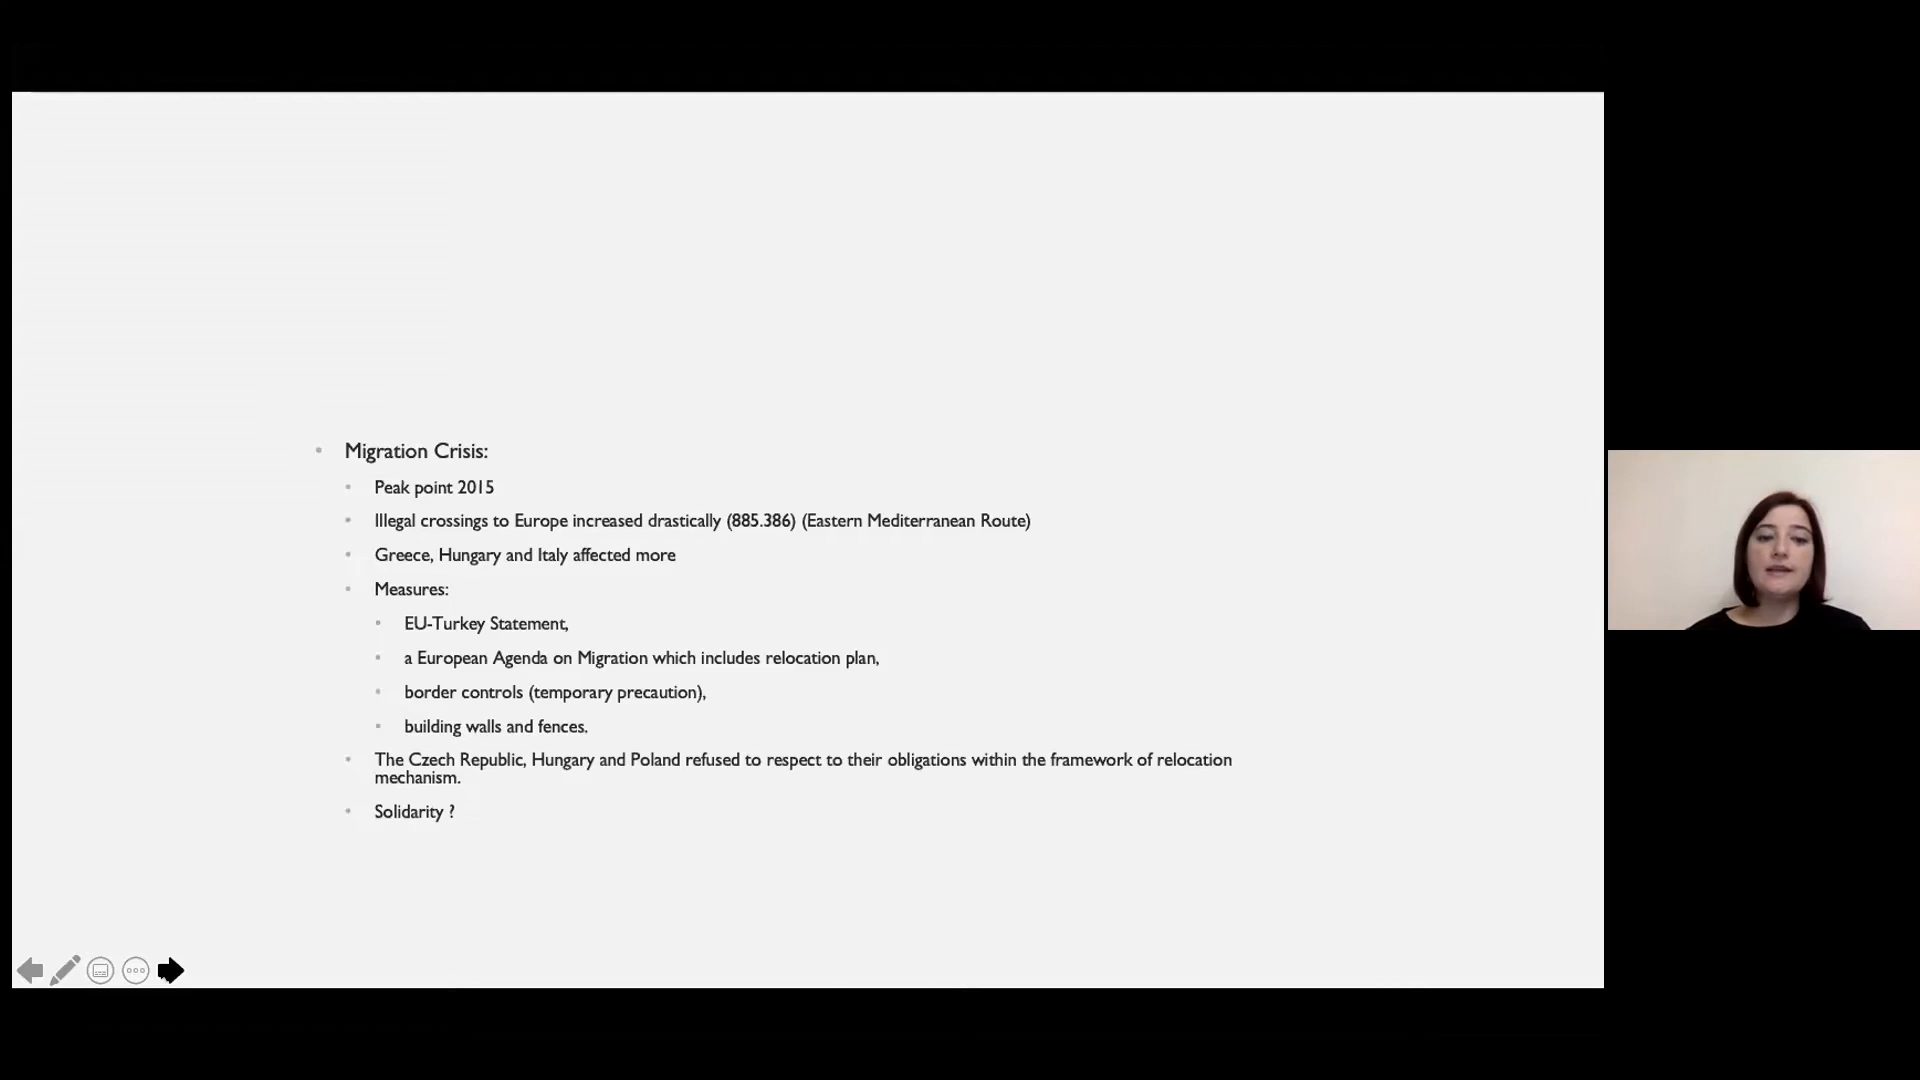 Migration Crisis:
Peak point 2015
Illegal crossings to Europe increased drastically (885.386) (Eastern Mediterranean Route)
Greece, Hungary and Italy affected more
Measures:
EU-Turkey Statement,
a European Agenda on Migration which includes relocation plan,
border controls (temporary precaution),
building walls and fences.
The Czech Republic, Hungary and Poland refused to respect to their obligations within the framework of relocation
mechanism.
Solidarity ?